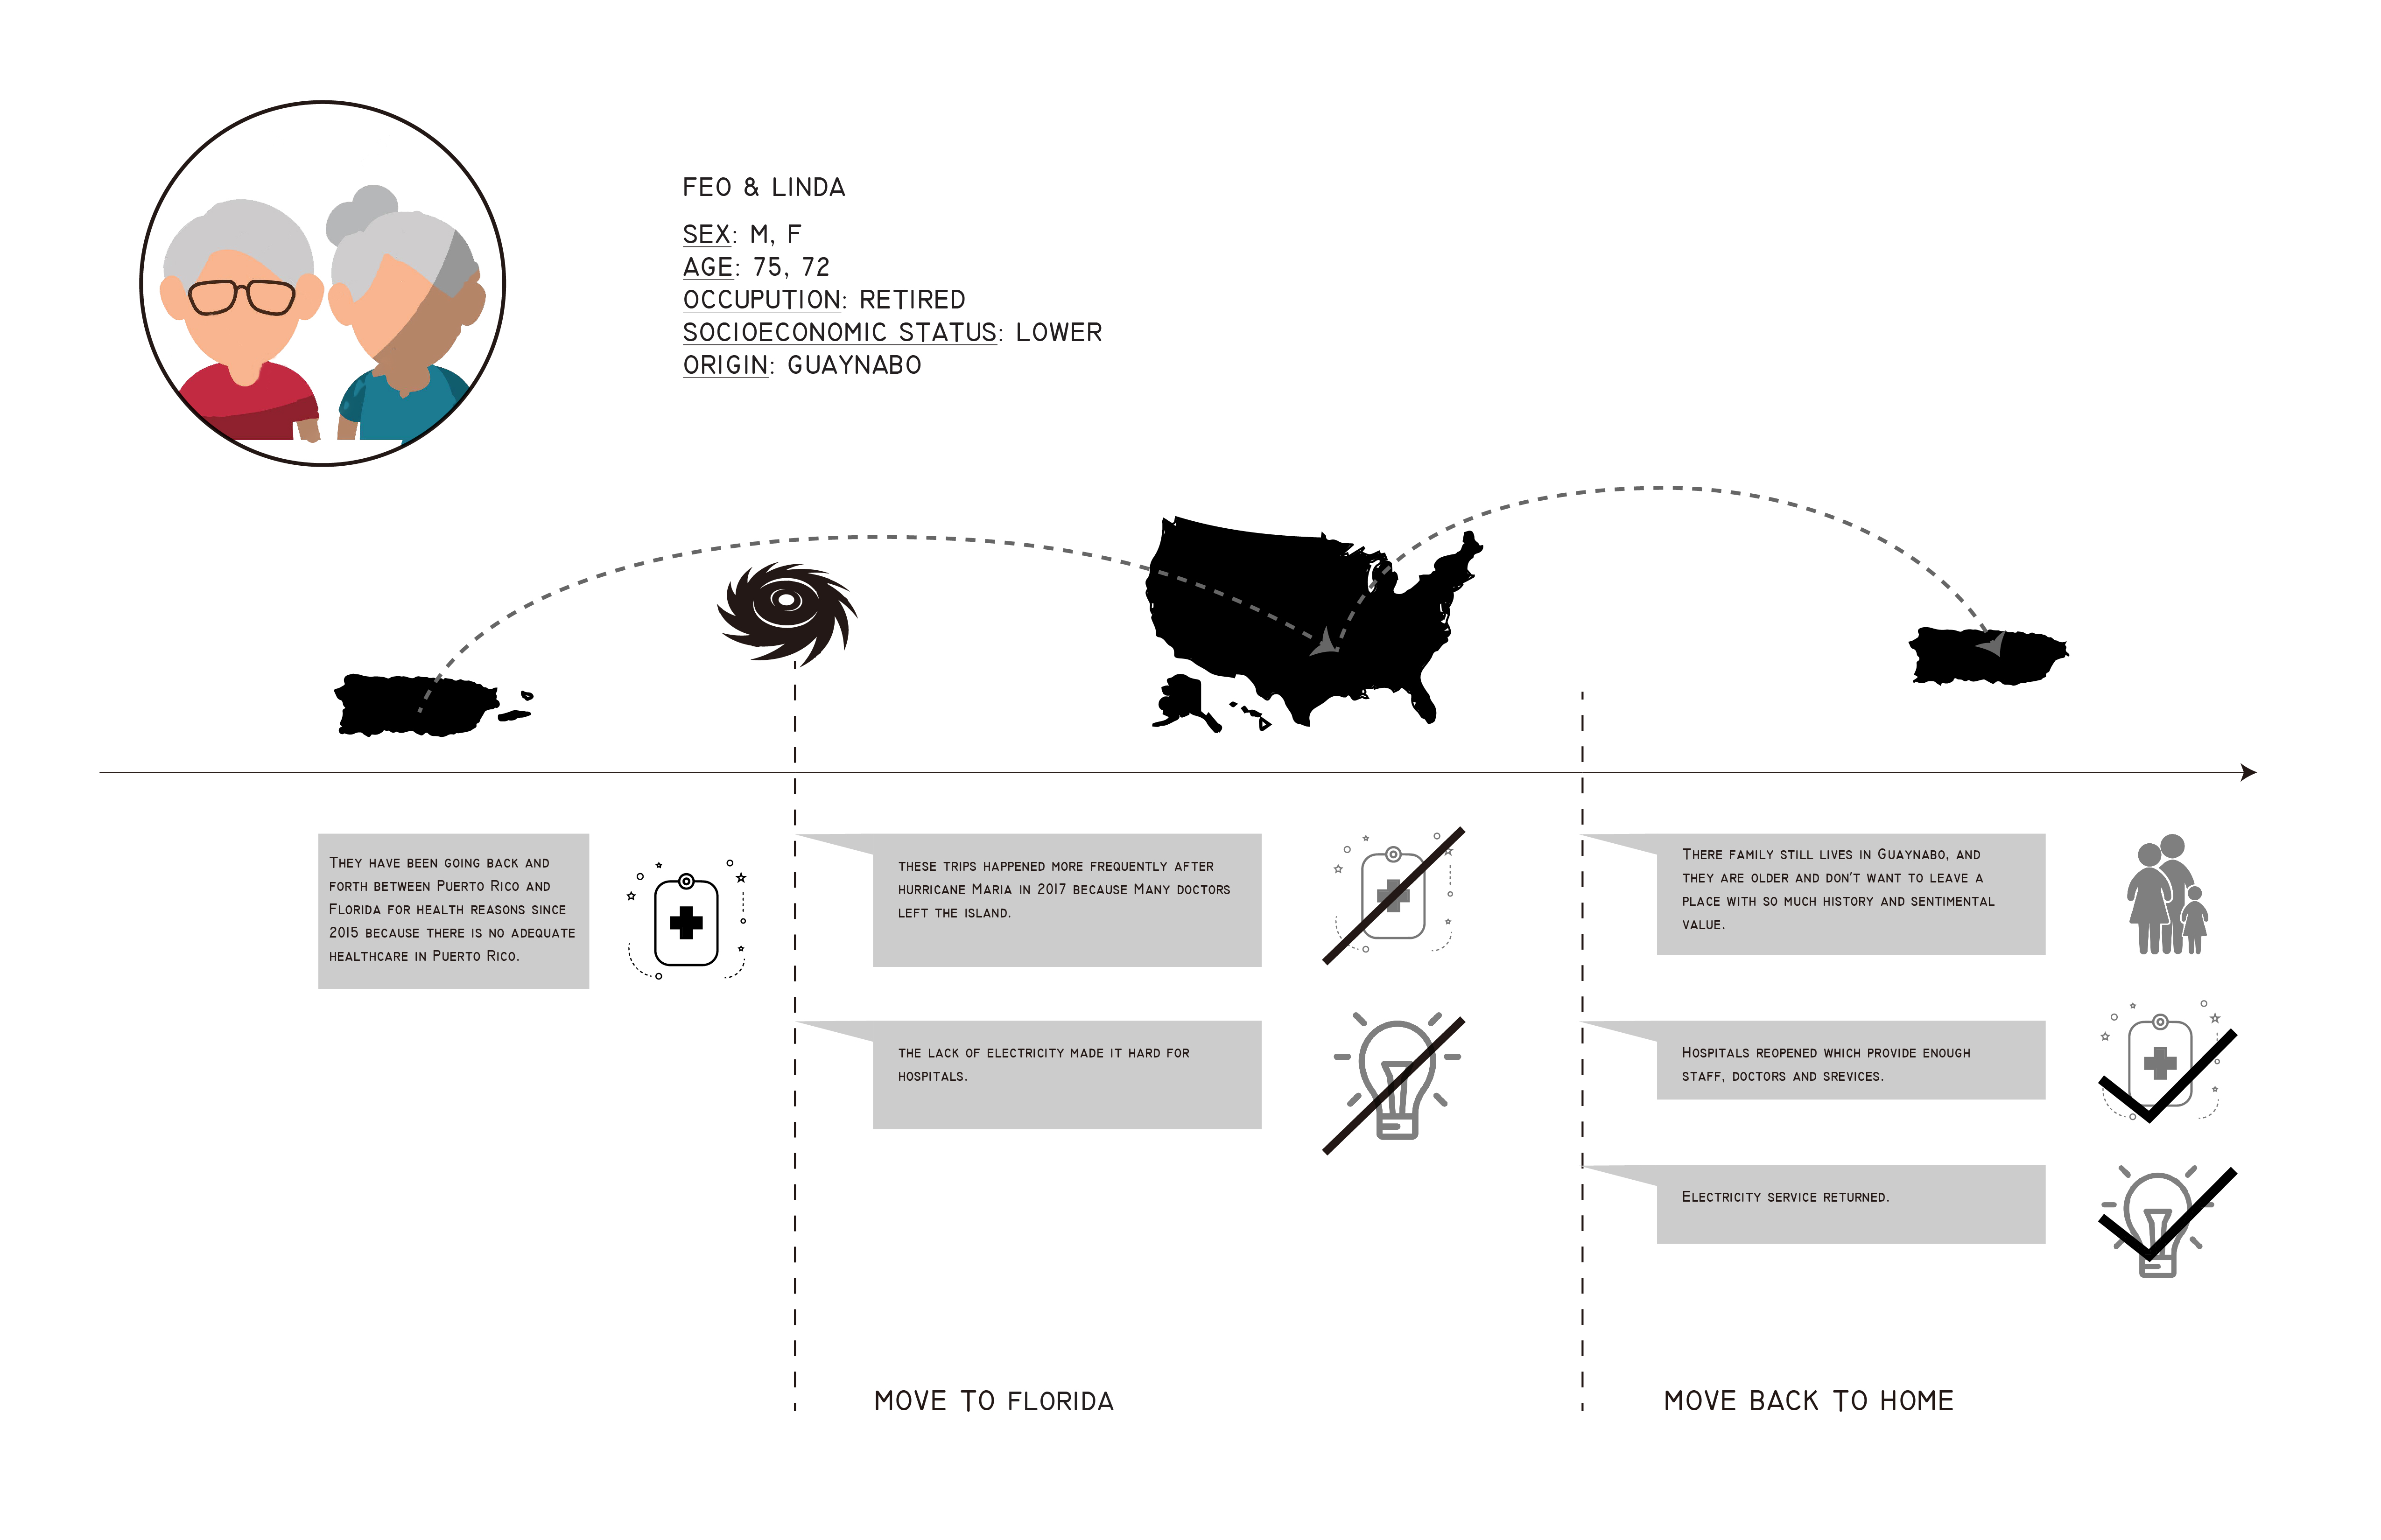 FEO & LINDA
SEX: M, F
AGE: 75, 72
OCCUPUTION: RETIRED
SOCIOECONOMIC STATUS: LOWER
ORIGIN: GUAYNABO
They have been going back and
forth between Puerto Rico and
Florida for health reasons since
2015 because there is no adequate
healthcare in Puerto Rico.
these trips happened more frequently after
hurricane Maria in 2017 because Many doctors
left the island.
the lack of electricity made it hard for
hospitals.
There family still lives in Guaynabo, and
they are older and don't want to leave a
place with so much history and sentimental
value.
Hospitals reopened which provide enough
staff, doctors and srevices.
Electricity service returned.
MOVE TO FLORIDA
MOVE BACK TO HOME